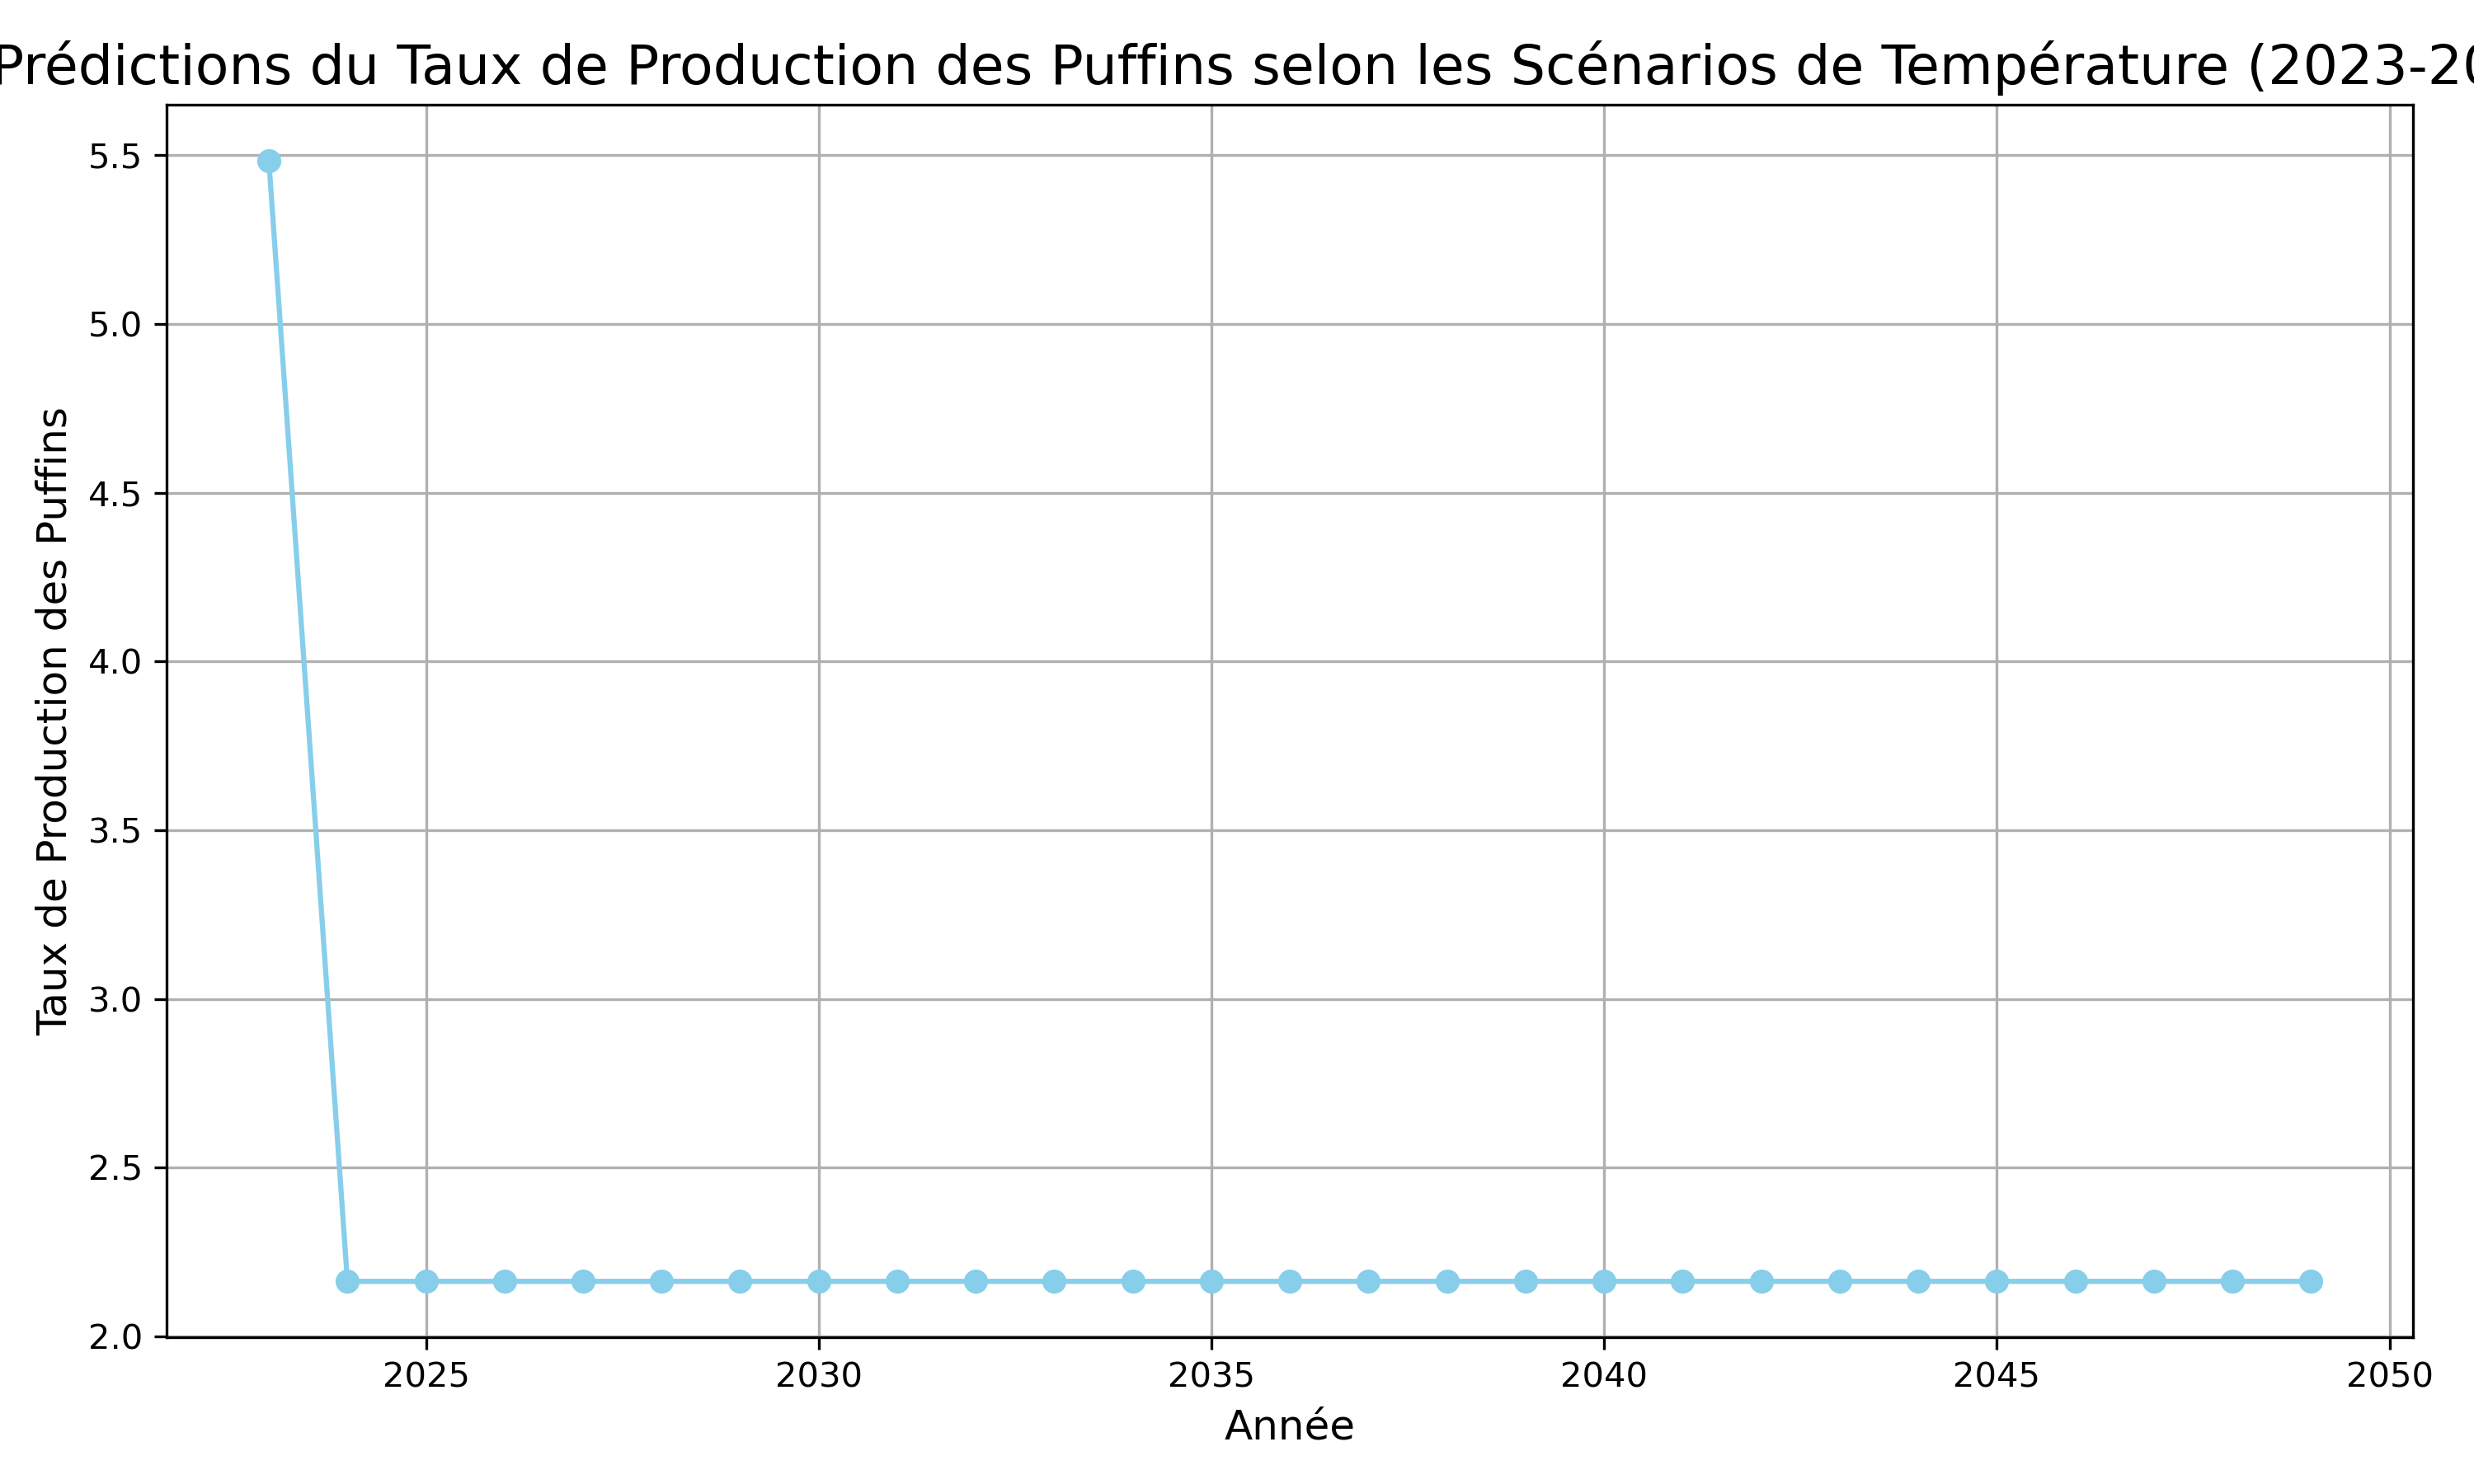 Prédictions du Taux de Production des Puffins selon les Scénarios de Température (2023-20
5.5
5.0
4.5
4.0
3.5
3.0
2.5
2.0
Taux de Production des Puffins
2025 2030 2035 2040 2045 2050
Année